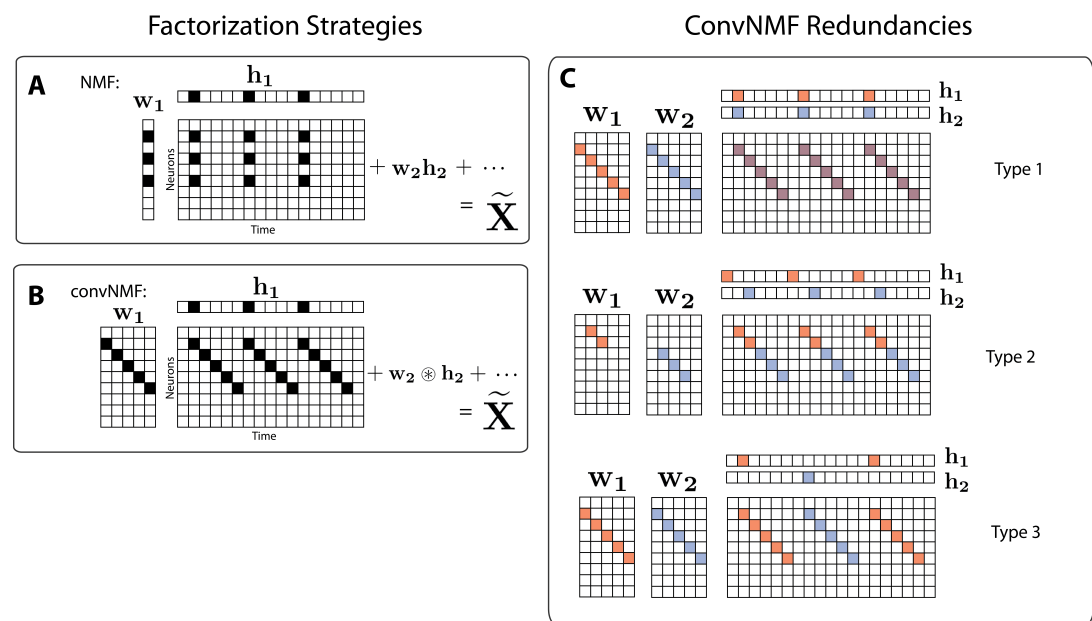 Factorization Strategies
ConvNMF Redundancies
A
NMF:
h₁
w₁
Neurons
+ w₂h₂ + ⋯
= X̃
Time
B
convNMF:
h₁
w₁
Neurons
+ w₂ ⊛ h₂ + ⋯
= X̃
Time
C
h₁
h₂
w₁ w₂
Type 1
h₁
h₂
w₁ w₂
Type 2
h₁
h₂
w₁ w₂
Type 3